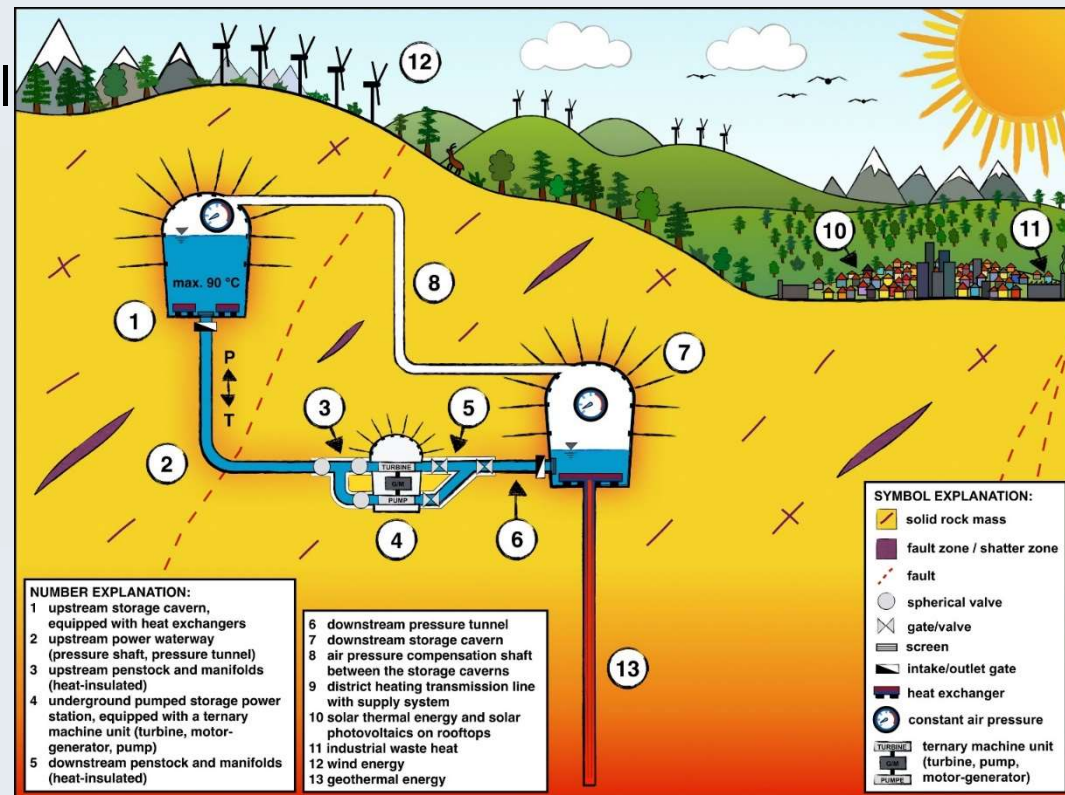 12
10
11
max. 90 °C
8
1
7
P
T
3
5
2
TURBINE
G/M
PUMP
4
6
13
NUMBER EXPLANATION:
1 upstream storage cavern,
equipped with heat exchangers
2 upstream power waterway
(pressure shaft, pressure tunnel)
3 upstream penstock and manifolds
(heat-insulated)
4 underground pumped storage power
station, equipped with a ternary
machine unit (turbine, motor-
generator, pump)
5 downstream penstock and manifolds
(heat-insulated)
6 downstream pressure tunnel
7 downstream storage cavern
8 air pressure compensation shaft
between the storage caverns
9 district heating transmission line
with supply system
10 solar thermal energy and solar
photovoltaics on rooftops
11 industrial waste heat
12 wind energy
13 geothermal energy
SYMBOL EXPLANATION:
solid rock mass
fault zone / shatter zone
fault
spherical valve
gate/valve
screen
intake/outlet gate
heat exchanger
constant air pressure
TURBINE
G/M
PUMPE
ternary machine unit
(turbine, pump,
motor-generator)